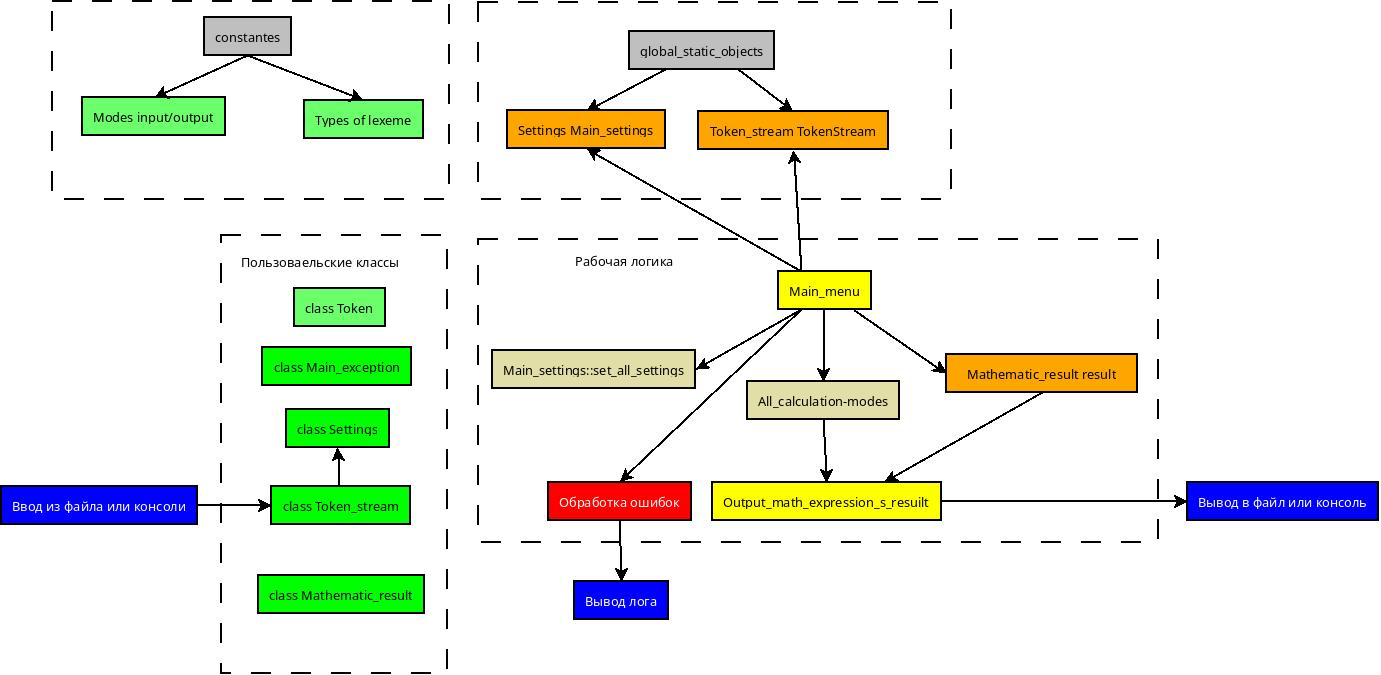 constantes
Modes input/output
Types of lexeme
global_static_objects
Settings Main_settings
Token_stream TokenStream
Пользоваельские классы
class Token
class Main_exception
class Settings
class Token_stream
class Mathematic_result
Ввод из файла или консоли
Рабочая логика
Main_menu
Main_settings::set_all_settings
All_calculation-modes
Mathematic_result result
Обработка ошибок
Output_math_expression_s_resuilt
Вывод в файл или консоль
Вывод лога